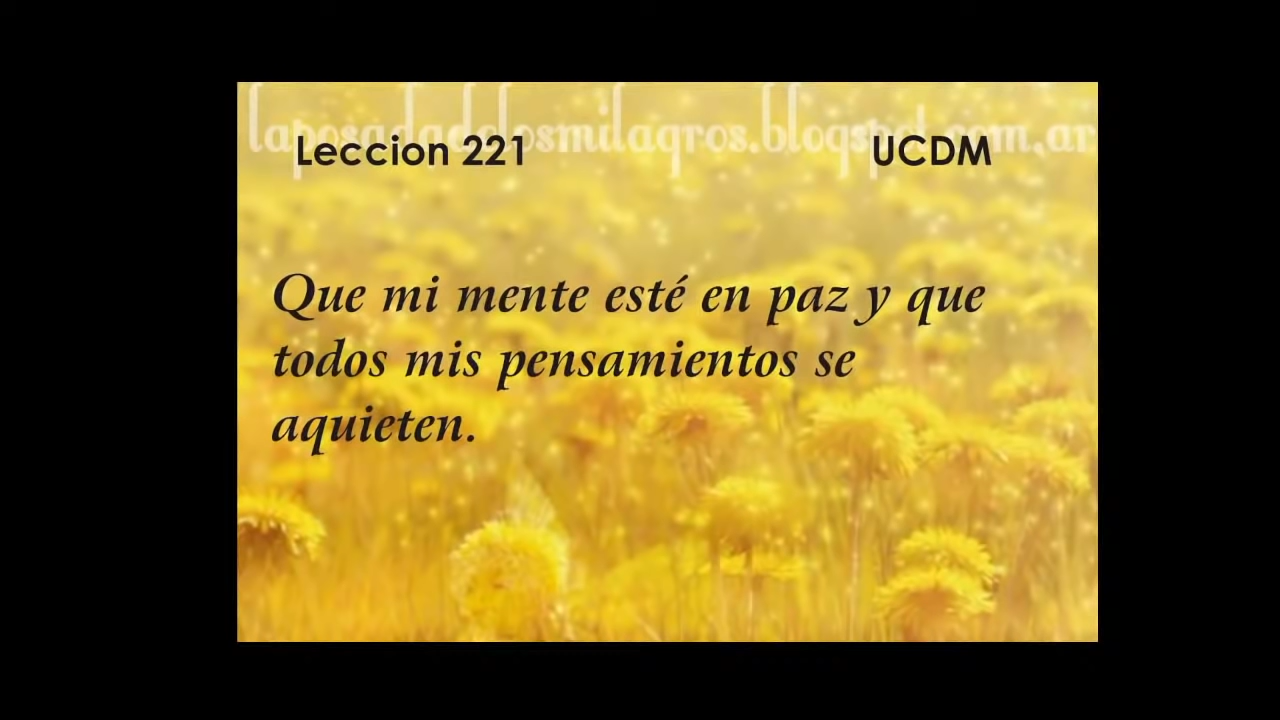 laposadadelosmilagros.blogspot.com.ar
Leccion 221 UCDM
Que mi mente esté en paz y que
todos mis pensamientos se
aquieten.